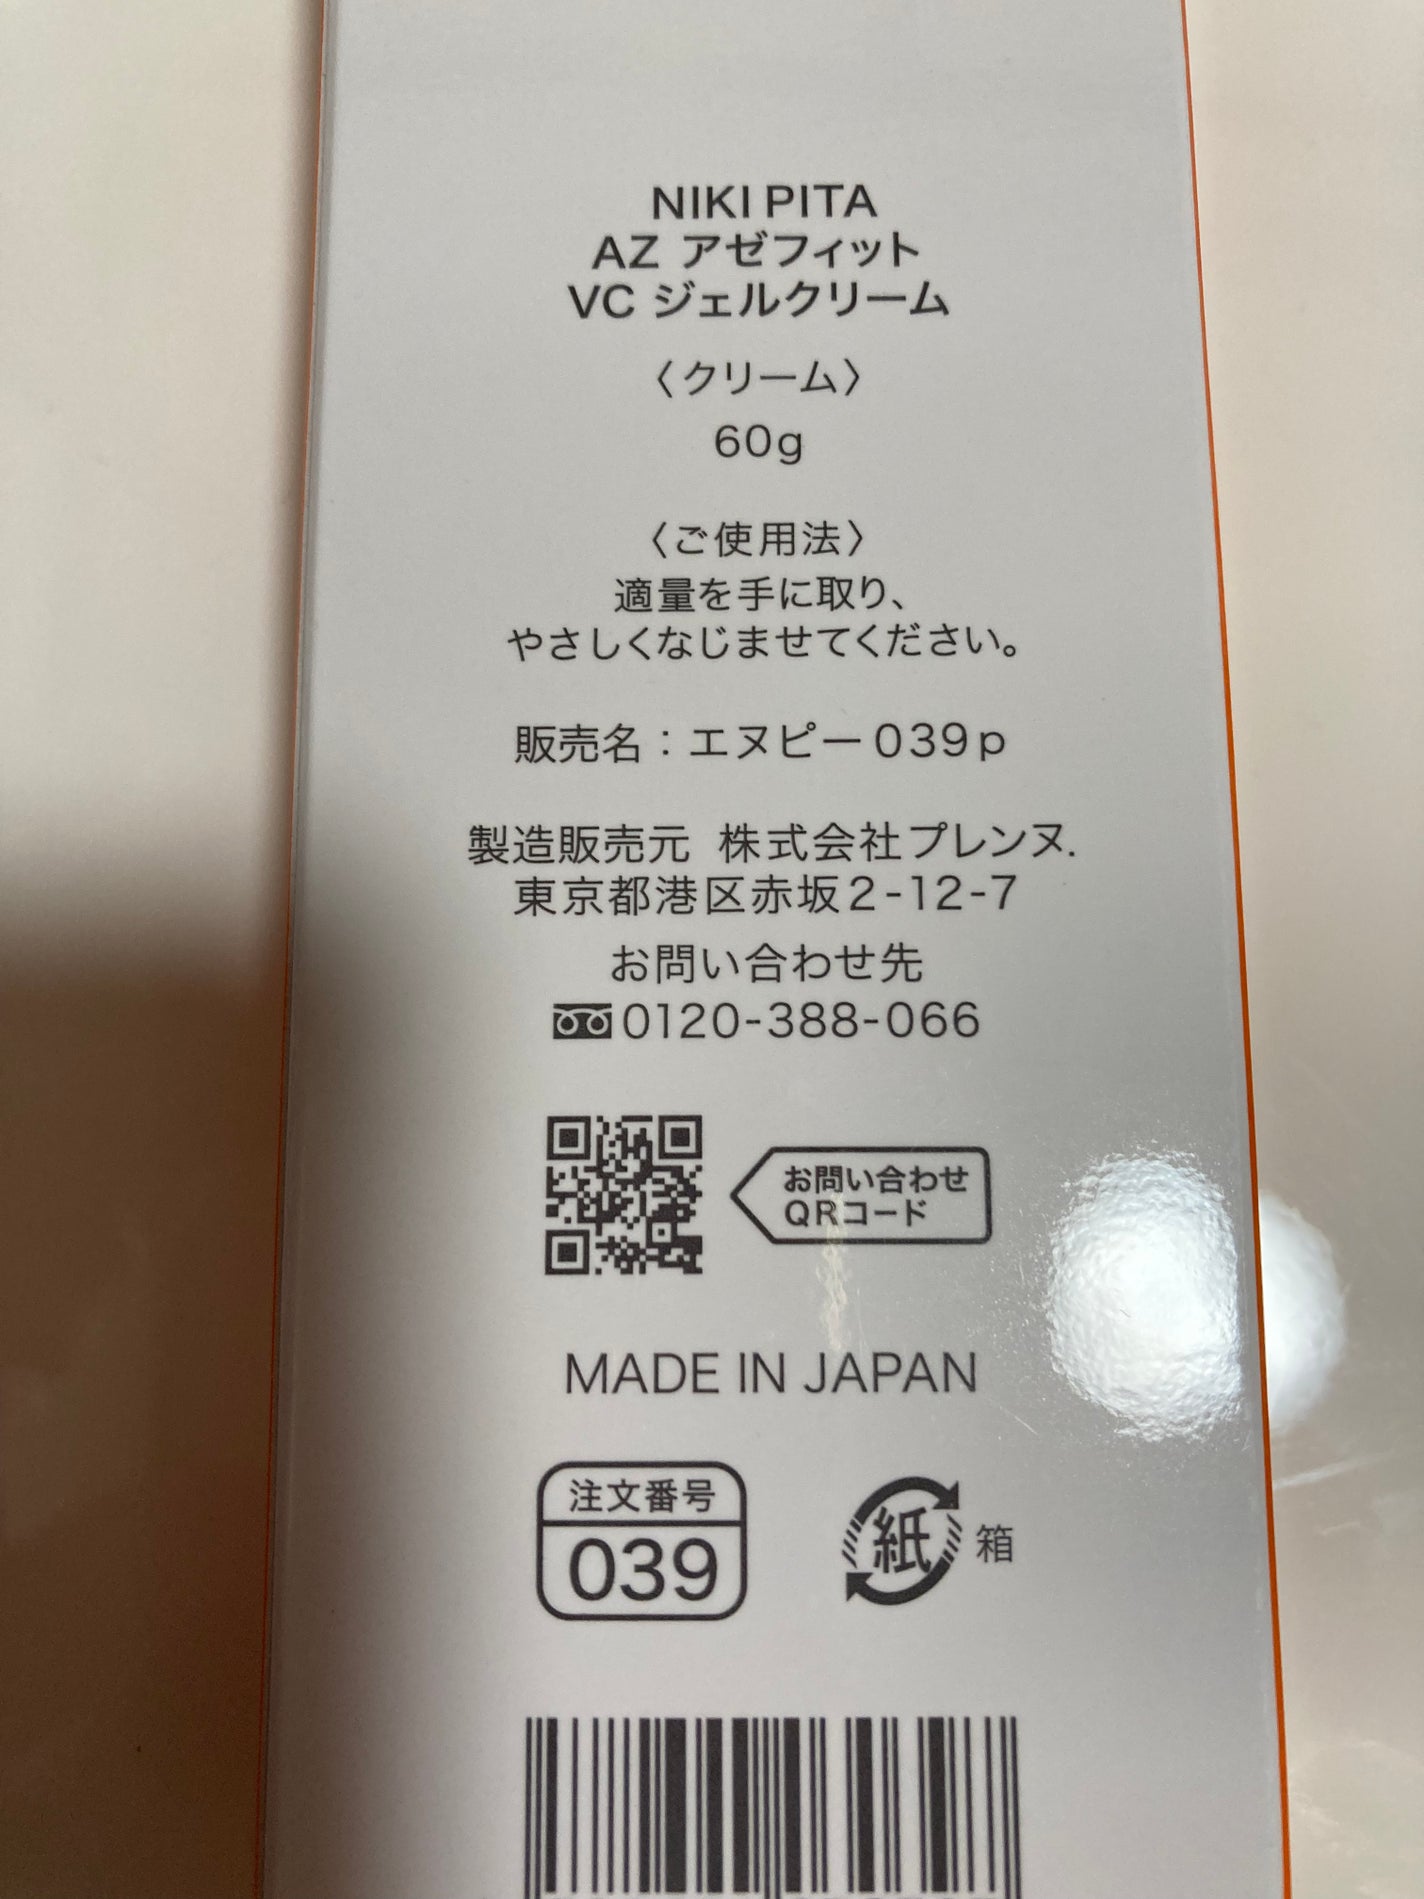 NIKI PITA
AZ アゼフィット
VC ジェルクリーム
〈クリーム〉
60g
〈ご使用法〉
適量を手に取り、
やさしくなじませてください。
販売名：エヌピー039p
製造販売元 株式会社プレンヌ.
東京都港区赤坂2-12-7
お問い合わせ先
0120-388-066
お問い合わせ
QRコード
MADE IN JAPAN
注文番号
039
紙 箱